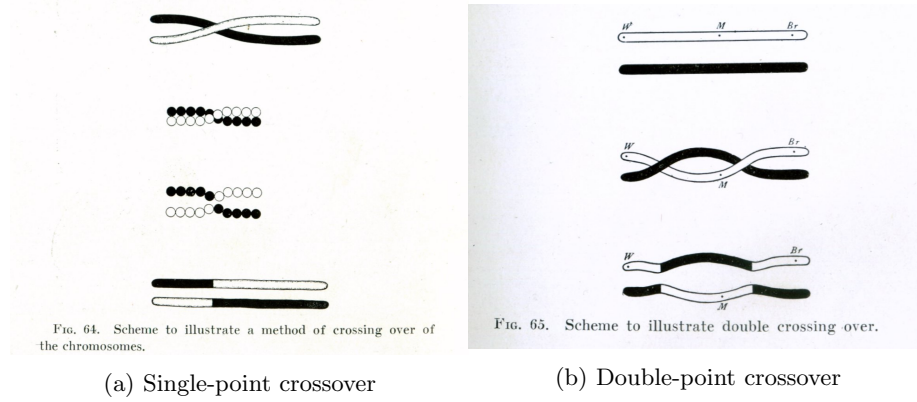 FIG. 64. Scheme to illustrate a method of crossing over of
the chromosomes.
(a) Single-point crossover
W M Br
W Br
M
W Br
M
FIG. 65. Scheme to illustrate double crossing over.
(b) Double-point crossover